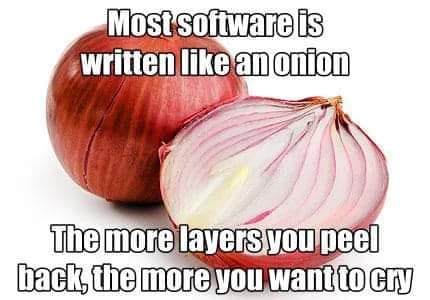 Most software is
written like an onion
The more layers you peel
back, the more you want to cry